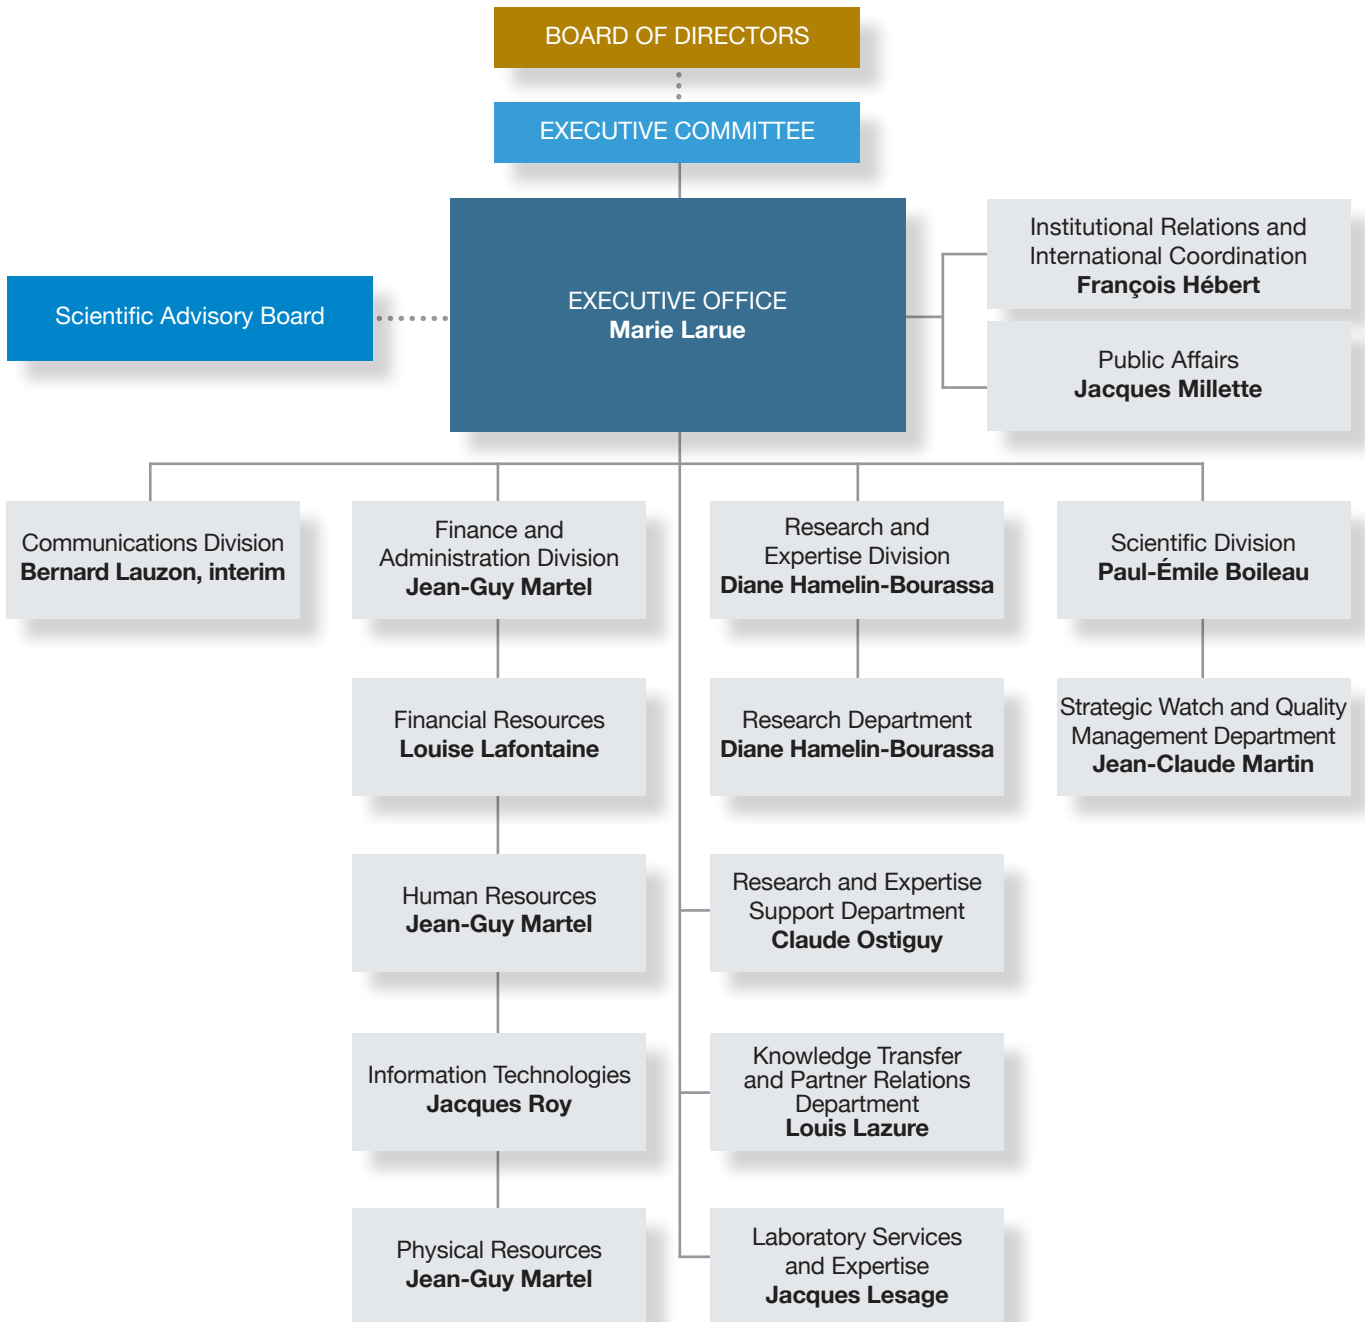 BOARD OF DIRECTORS
EXECUTIVE COMMITTEE
EXECUTIVE OFFICE
Marie Larue
Institutional Relations and
International Coordination
François Hébert
Public Affairs
Jacques Millette
Scientific Advisory Board
Communications Division
Bernard Lauzon, interim
Finance and
Administration Division
Jean-Guy Martel
Research and
Expertise Division
Diane Hamelin-Bourassa
Scientific Division
Paul-Émile Boileau
Financial Resources
Louise Lafontaine
Research Department
Diane Hamelin-Bourassa
Strategic Watch and Quality
Management Department
Jean-Claude Martin
Human Resources
Jean-Guy Martel
Research and Expertise
Support Department
Claude Ostiguy
Information Technologies
Jacques Roy
Knowledge Transfer
and Partner Relations
Department
Louis Lazure
Physical Resources
Jean-Guy Martel
Laboratory Services
and Expertise
Jacques Lesage